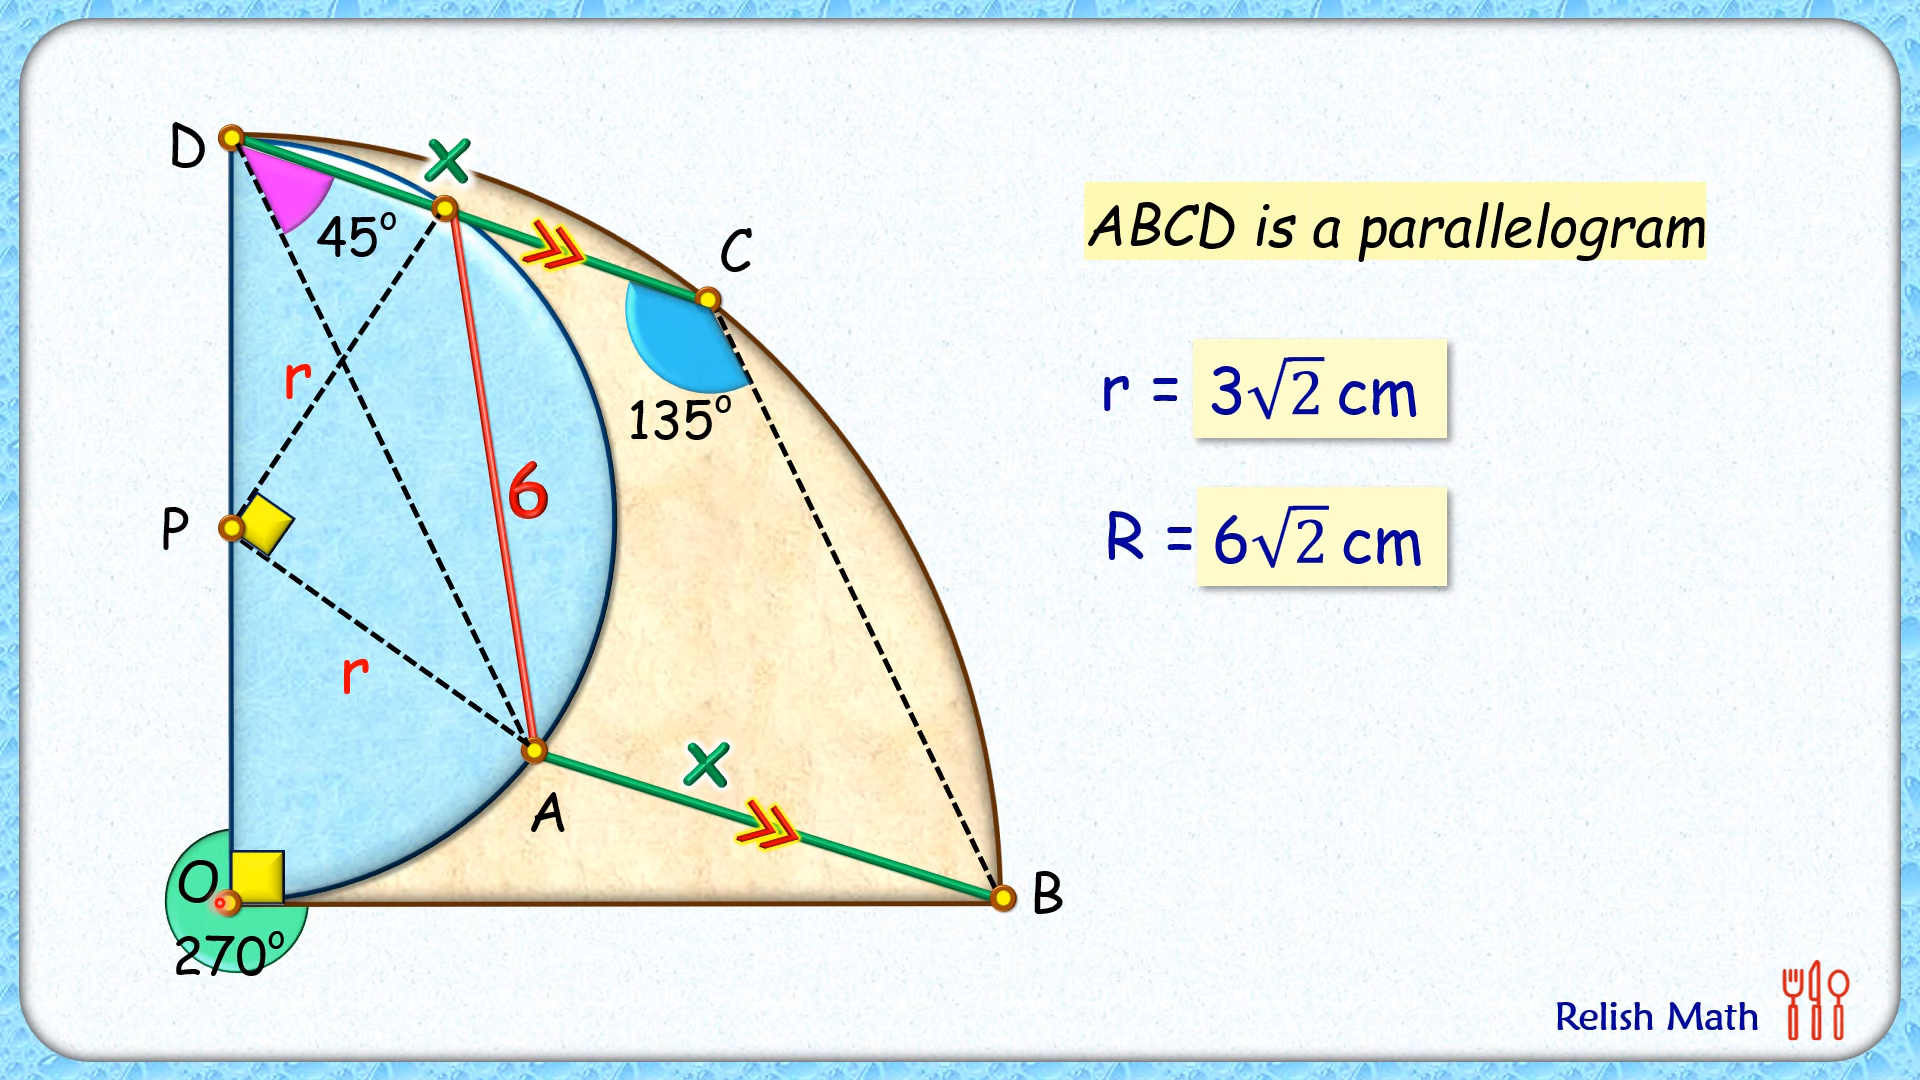 D
x
45°
C
ABCD is a parallelogram
r
r = 3√2 cm
135°
6
P
R = 6√2 cm
r
x
A
O
B
270°
Relish Math